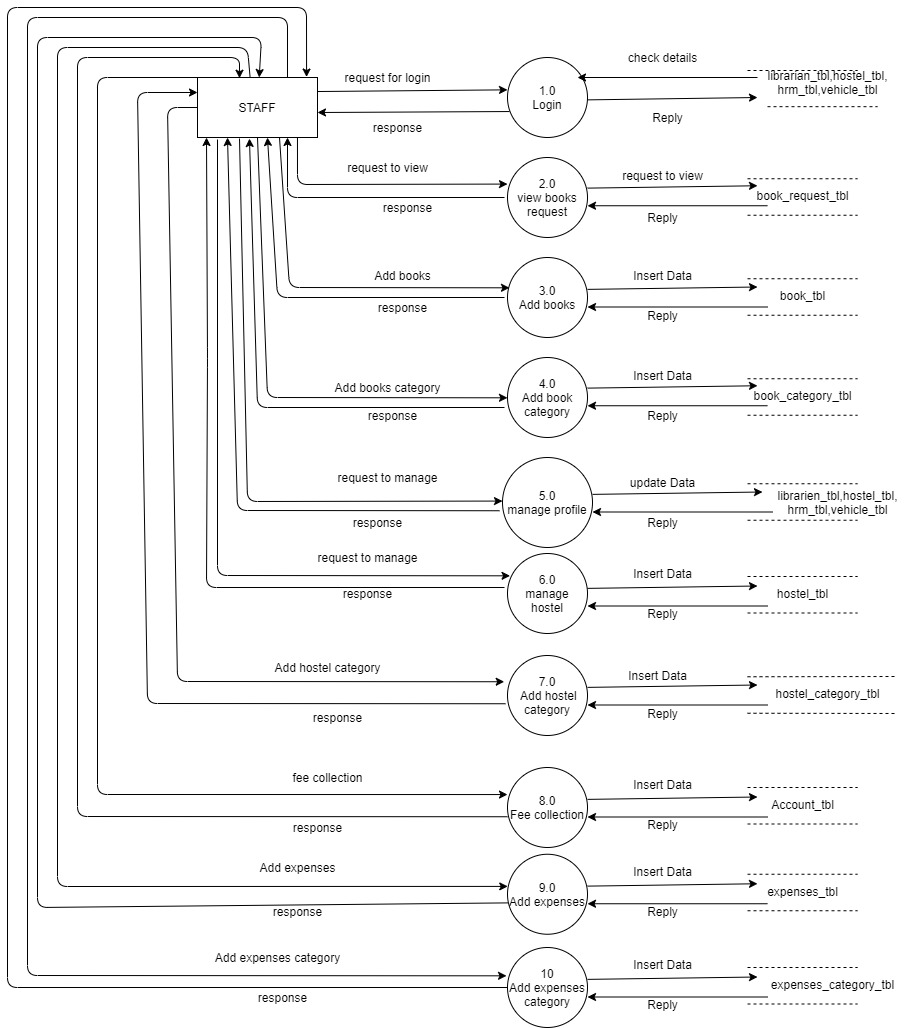 STAFF
request for login
response
1.0
Login
check details
Reply
librarian_tbl,hostel_tbl,
hrm_tbl,vehicle_tbl
request to view
response
2.0
view books
request
request to view
Reply
book_request_tbl
Add books
response
3.0
Add books
Insert Data
Reply
book_tbl
Add books category
response
4.0
Add book
category
Insert Data
Reply
book_category_tbl
request to manage
response
5.0
manage profile
update Data
Reply
librarien_tbl,hostel_tbl,
hrm_tbl,vehicle_tbl
request to manage
response
6.0
manage
hostel
Insert Data
Reply
hostel_tbl
Add hostel category
response
7.0
Add hostel
category
Insert Data
Reply
hostel_category_tbl
fee collection
response
8.0
Fee collection
Insert Data
Reply
Account_tbl
Add expenses
response
9.0
Add expenses
Insert Data
Reply
expenses_tbl
Add expenses category
response
10
Add expenses
category
Insert Data
Reply
expenses_category_tbl